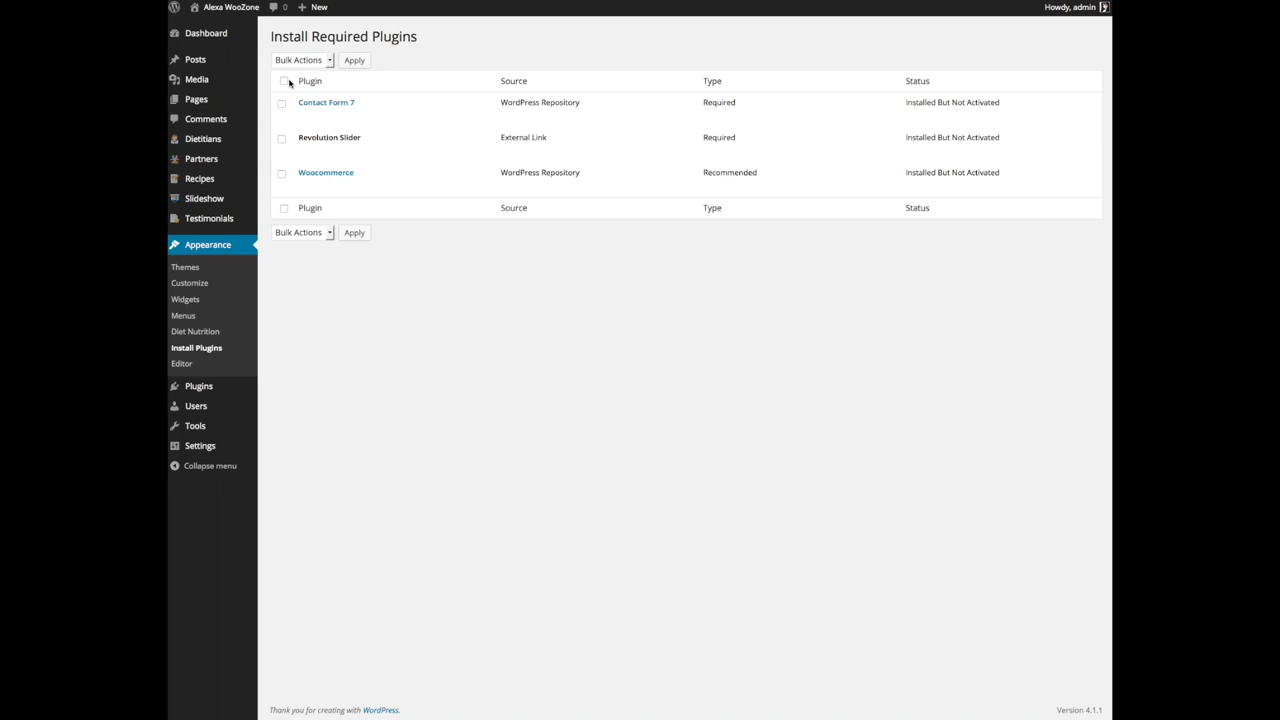 Alexa WooZone 0 New Howdy, admin
Dashboard
Posts
Media
Pages
Comments
Dietitians
Partners
Recipes
Slideshow
Testimonials
Appearance
Themes
Customize
Widgets
Menus
Diet Nutrition
Install Plugins
Editor
Plugins
Users
Tools
Settings
Collapse menu
Install Required Plugins
Bulk Actions Apply
Plugin Source Type Status
Contact Form 7 WordPress Repository Required Installed But Not Activated
Revolution Slider External Link Required Installed But Not Activated
Woocommerce WordPress Repository Recommended Installed But Not Activated
Plugin Source Type Status
Bulk Actions Apply
Thank you for creating with WordPress. Version 4.1.1